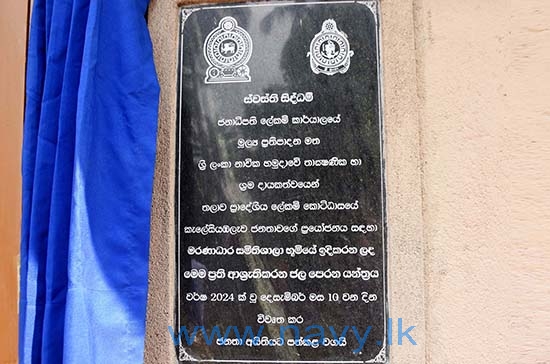 ස්වස්ති සිද්ධම්
ජනාධිපති ලේකම් කාර්යාලයේ
මූල්‍ය ප්‍රතිපාදන මත
ශ්‍රී ලංකා නාවික හමුදාවේ තාක්ෂණික හා
ශ්‍රම දායකත්වයෙන්
තලාව ප්‍රාදේශීය ලේකම් කොට්ඨාසයේ
කැලේසියඹලෑව ජනතාවගේ ප්‍රයෝජනය සඳහා
මරණාධාර සමිතිශාලා භූමියේ ඉදිකරන ලද
මෙම ප්‍රති ආශ්‍රැතිකරන ජල පෙරන යන්ත්‍රය
වර්ෂ 2024 ක් වූ දෙසැම්බර් මස 10 වන දින
විවෘත කර
ජනතා අයිතියට පත්කළ වගයි
www.navy.lk